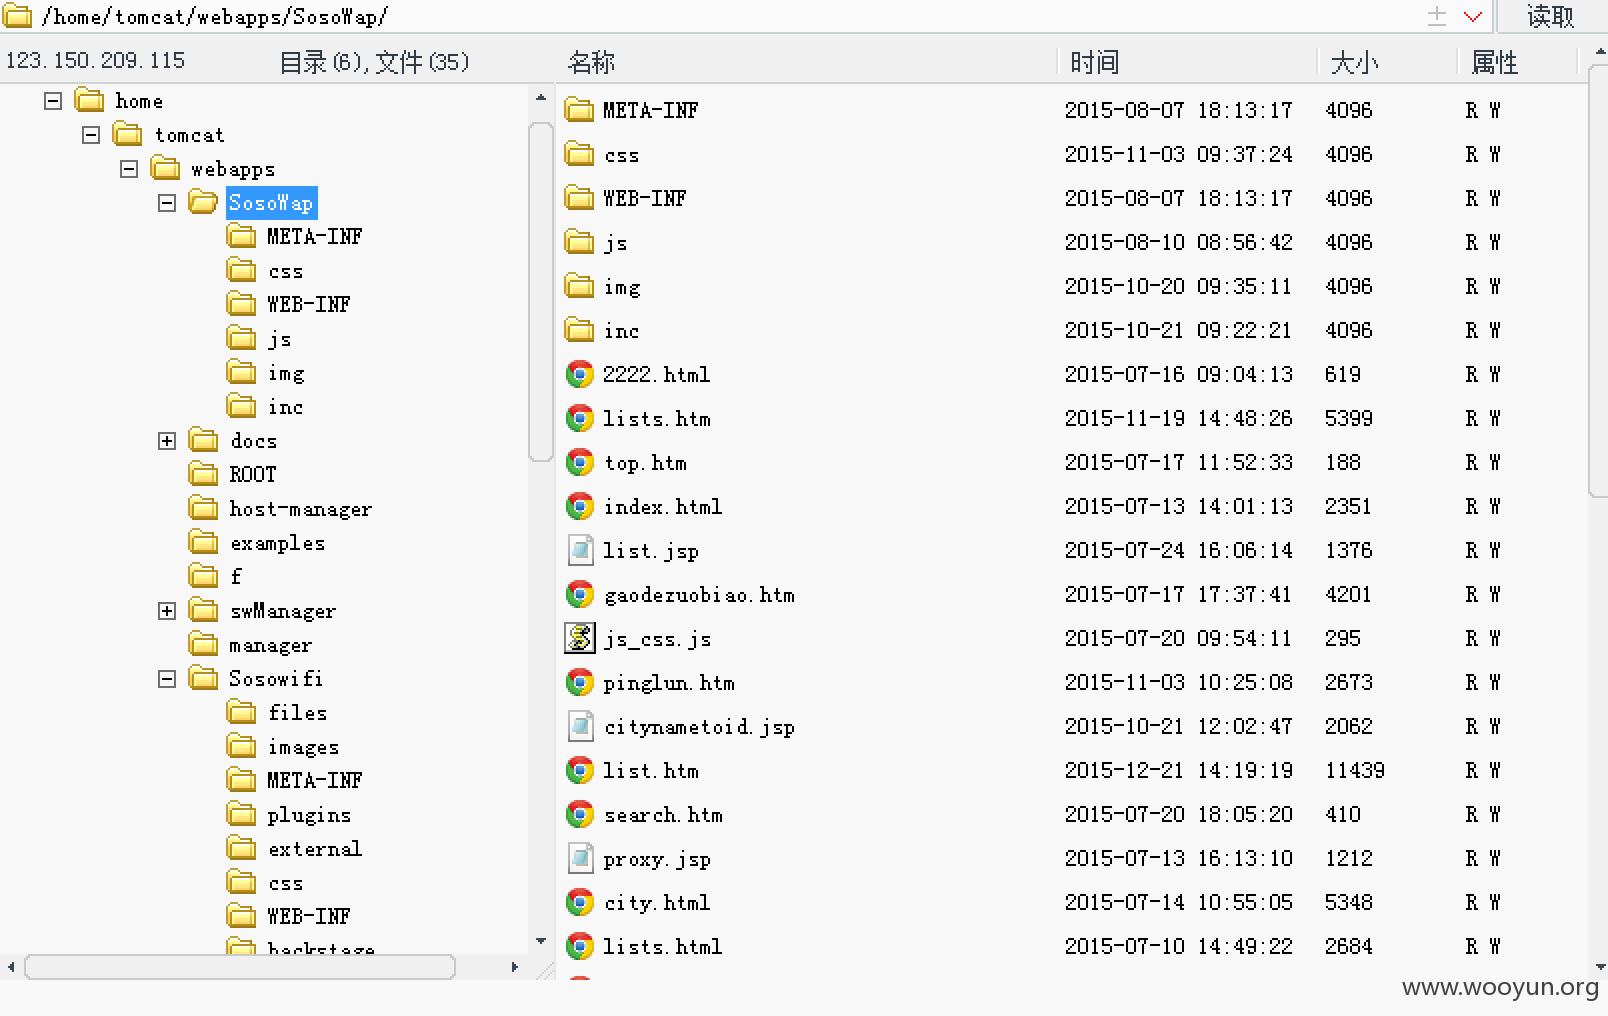 /home/tomcat/webapps/SosoWap/
读取
123.150.209.115 目录(6),文件(35)
名称 时间 大小 属性
home
tomcat
webapps
SosoWap
META-INF
css
WEB-INF
js
img
inc
docs
ROOT
host-manager
examples
f
swManager
manager
Sosowifi
files
images
META-INF
plugins
external
css
WEB-INF
backstage
META-INF 2015-08-07 18:13:17 4096 R W
css 2015-11-03 09:37:24 4096 R W
WEB-INF 2015-08-07 18:13:17 4096 R W
js 2015-08-10 08:56:42 4096 R W
img 2015-10-20 09:35:11 4096 R W
inc 2015-10-21 09:22:21 4096 R W
2222.html 2015-07-16 09:04:13 619 R W
lists.htm 2015-11-19 14:48:26 5399 R W
top.htm 2015-07-17 11:52:33 188 R W
index.html 2015-07-13 14:01:13 2351 R W
list.jsp 2015-07-24 16:06:14 1376 R W
gaodezuobiao.htm 2015-07-17 17:37:41 4201 R W
js_css.js 2015-07-20 09:54:11 295 R W
pinglun.htm 2015-11-03 10:25:08 2673 R W
citynametoid.jsp 2015-10-21 12:02:47 2062 R W
list.htm 2015-12-21 14:19:19 11439 R W
search.htm 2015-07-20 18:05:20 410 R W
proxy.jsp 2015-07-13 16:13:10 1212 R W
city.html 2015-07-14 10:55:05 5348 R W
lists.html 2015-07-10 14:49:22 2684 R W
www.wooyun.org